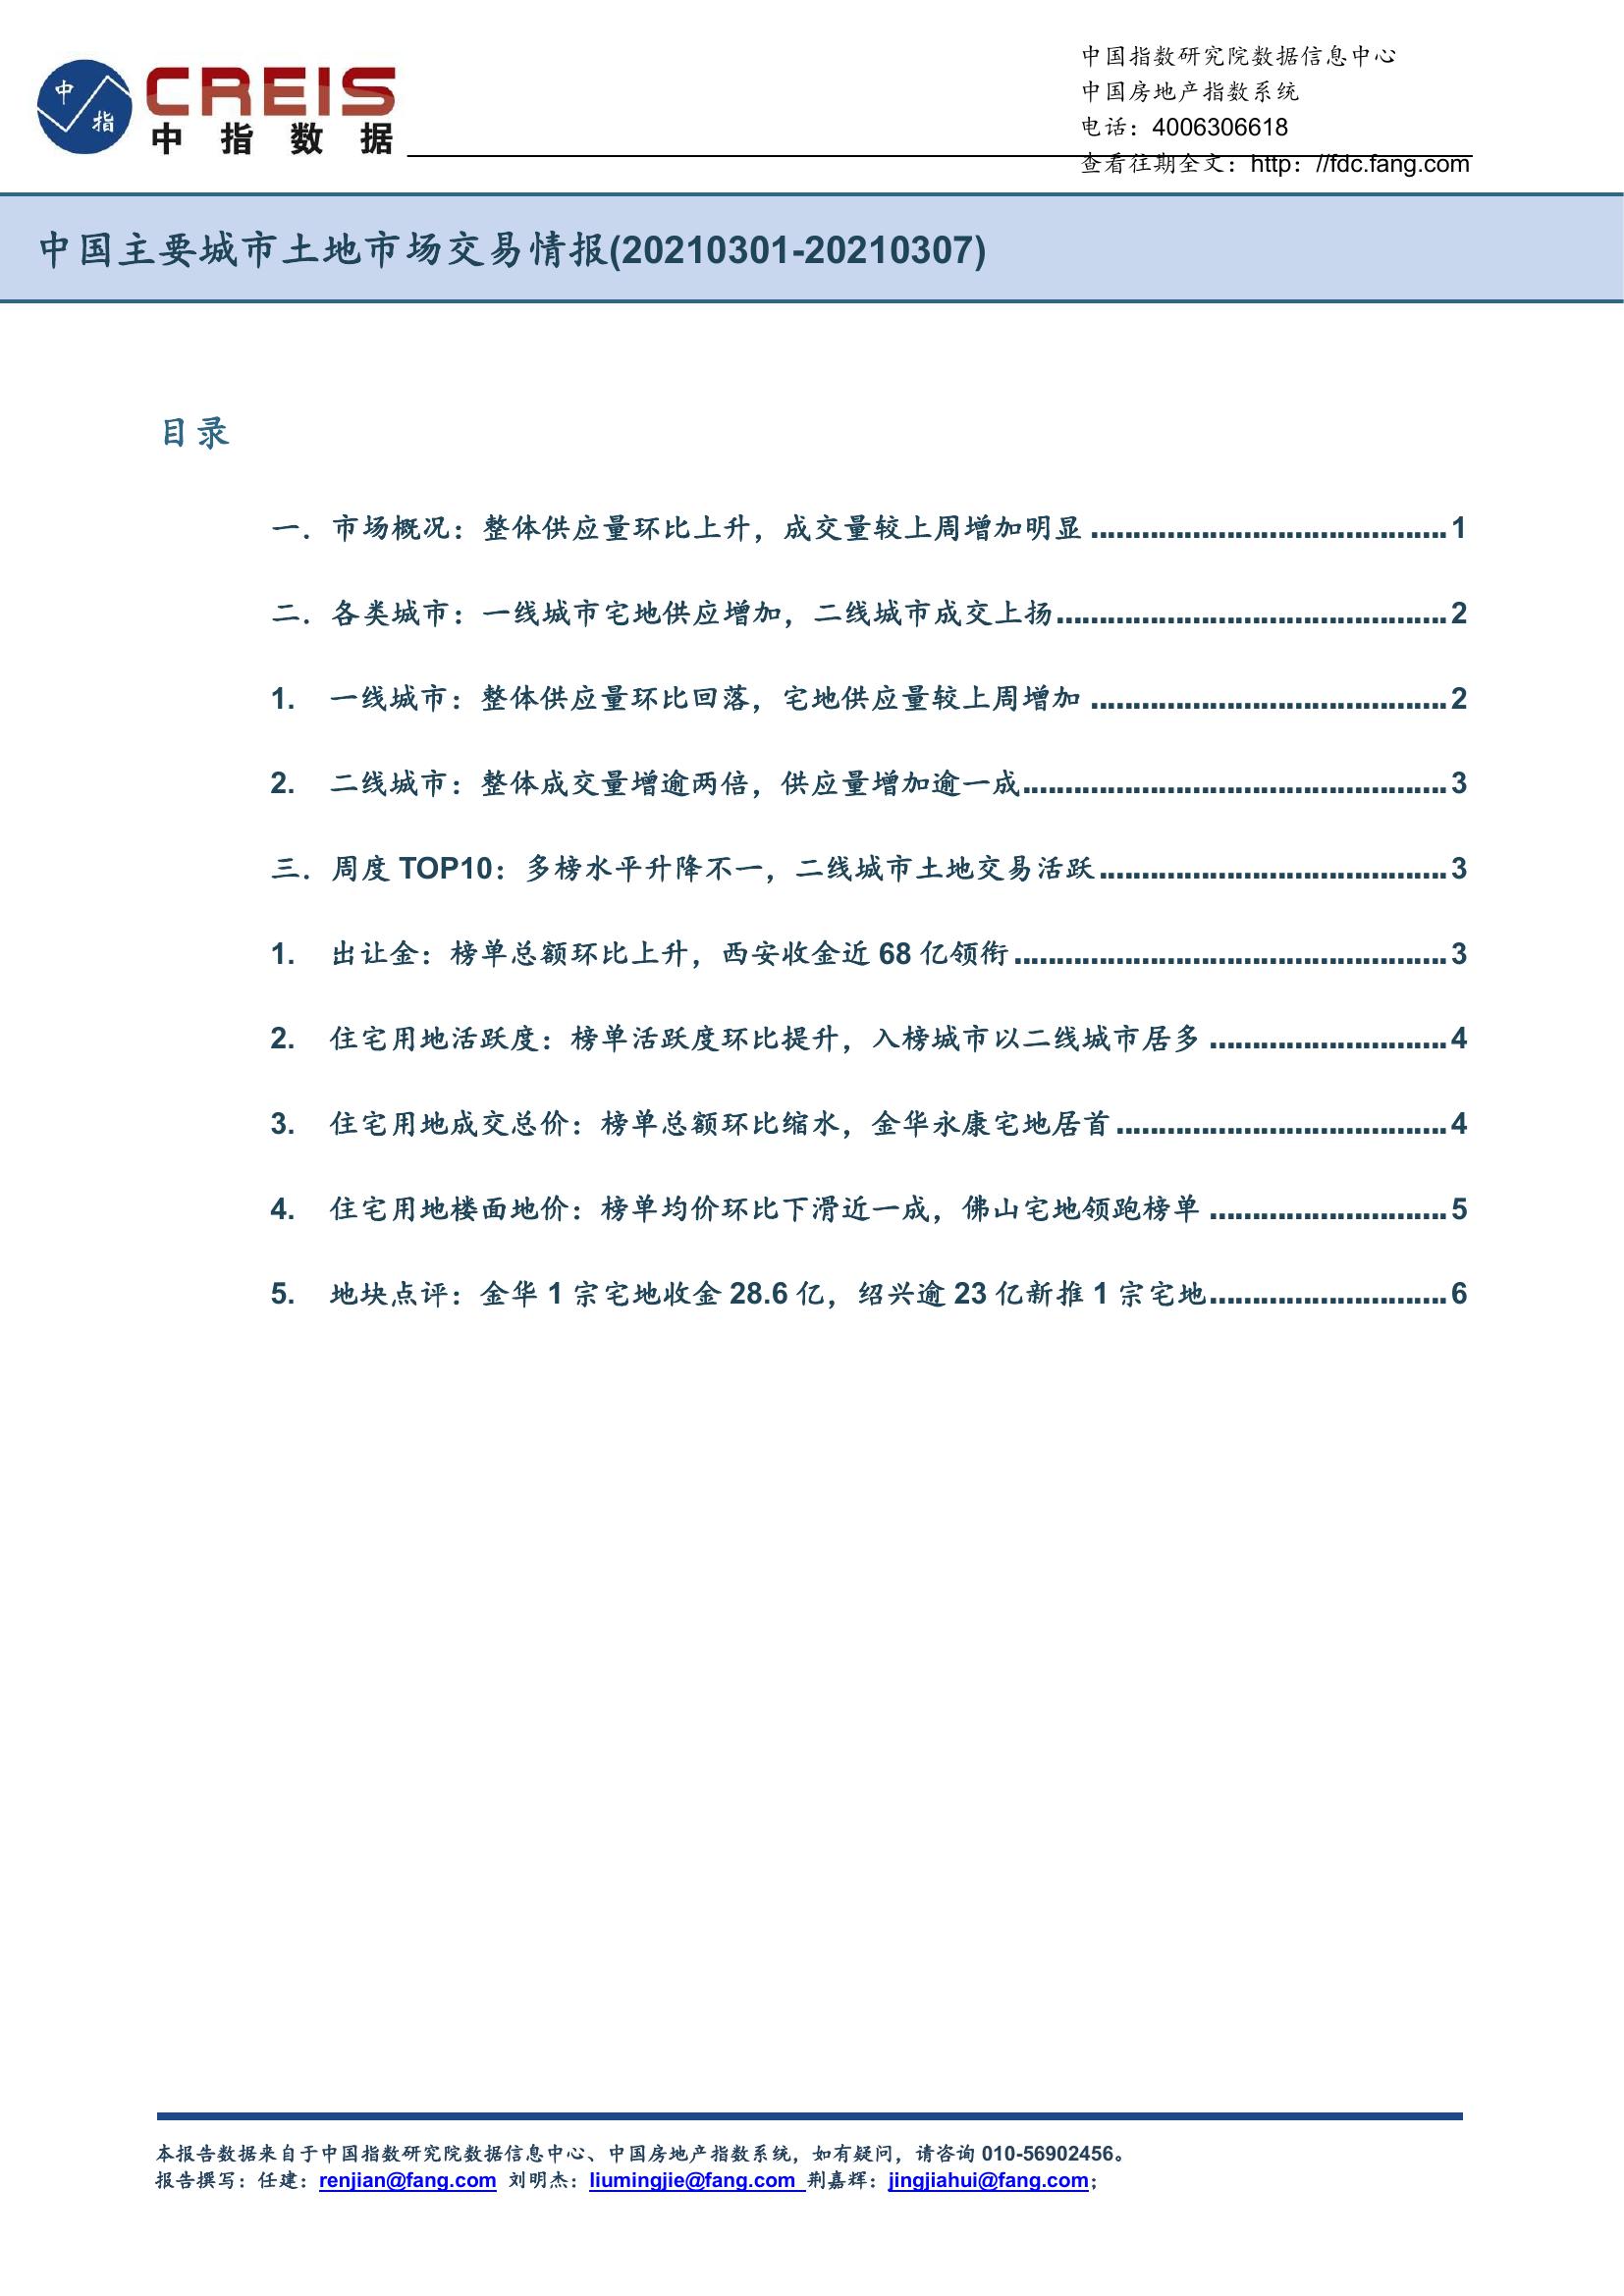 中指
CREIS
中指数据
中国指数研究院数据信息中心
中国房地产指数系统
电话：4006306618
查看往期全文：http：//fdc.fang.com
中国主要城市土地市场交易情报(20210301-20210307)
目录
一．市场概况：整体供应量环比上升，成交量较上周增加明显 ........................................ 1
二．各类城市：一线城市宅地供应增加，二线城市成交上扬 ........................................ 2
1. 一线城市：整体供应量环比回落，宅地供应量较上周增加 ........................................ 2
2. 二线城市：整体成交量增逾两倍，供应量增加逾一成 ........................................ 3
三．周度 TOP10：多榜水平升降不一，二线城市土地交易活跃 ........................................ 3
1. 出让金：榜单总额环比上升，西安收金近 68 亿领衔 ........................................ 3
2. 住宅用地活跃度：榜单活跃度环比提升，入榜城市以二线城市居多 ........................................ 4
3. 住宅用地成交总价：榜单总额环比缩水，金华永康宅地居首 ........................................ 4
4. 住宅用地楼面地价：榜单均价环比下滑近一成，佛山宅地领跑榜单 ........................................ 5
5. 地块点评：金华 1 宗宅地收金 28.6 亿，绍兴逾 23 亿新推 1 宗宅地 ........................................ 6
本报告数据来自于中国指数研究院数据信息中心、中国房地产指数系统，如有疑问，请咨询 010-56902456。
报告撰写：任建：renjian@fang.com 刘明杰：liumingjie@fang.com 荆嘉辉：jingjiahui@fang.com；